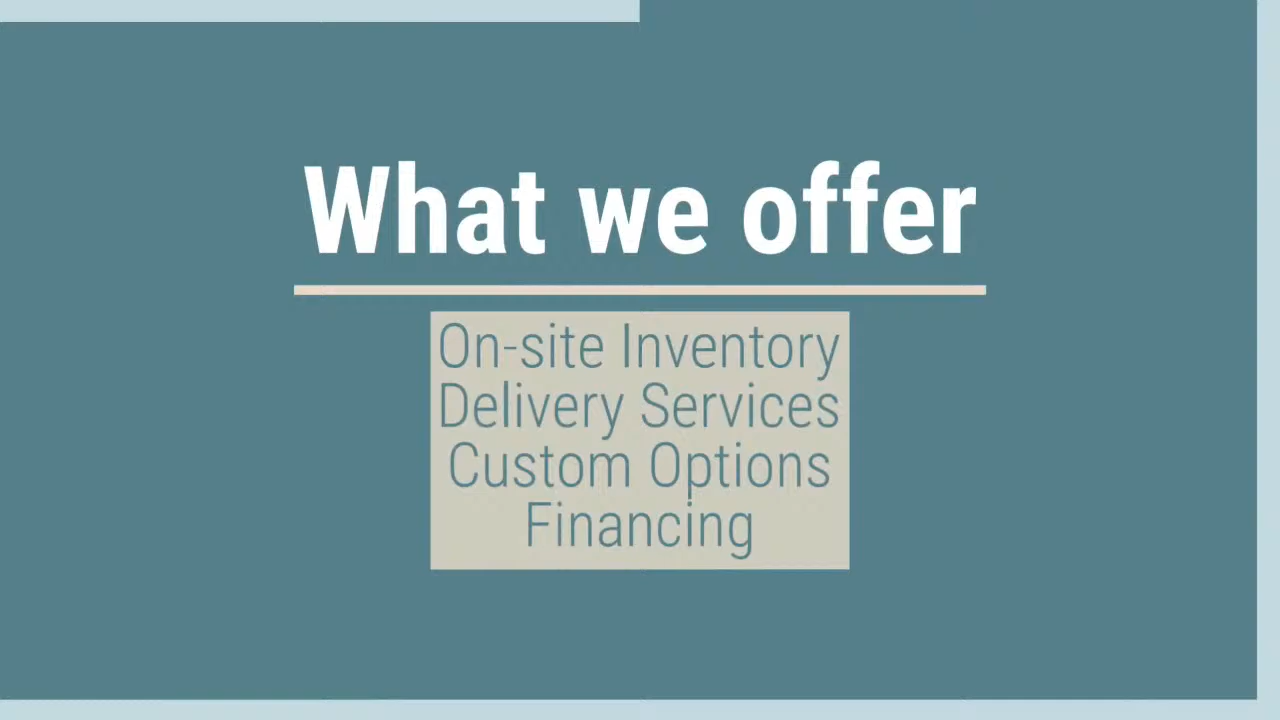 What we offer
On-site Inventory
Delivery Services
Custom Options
Financing